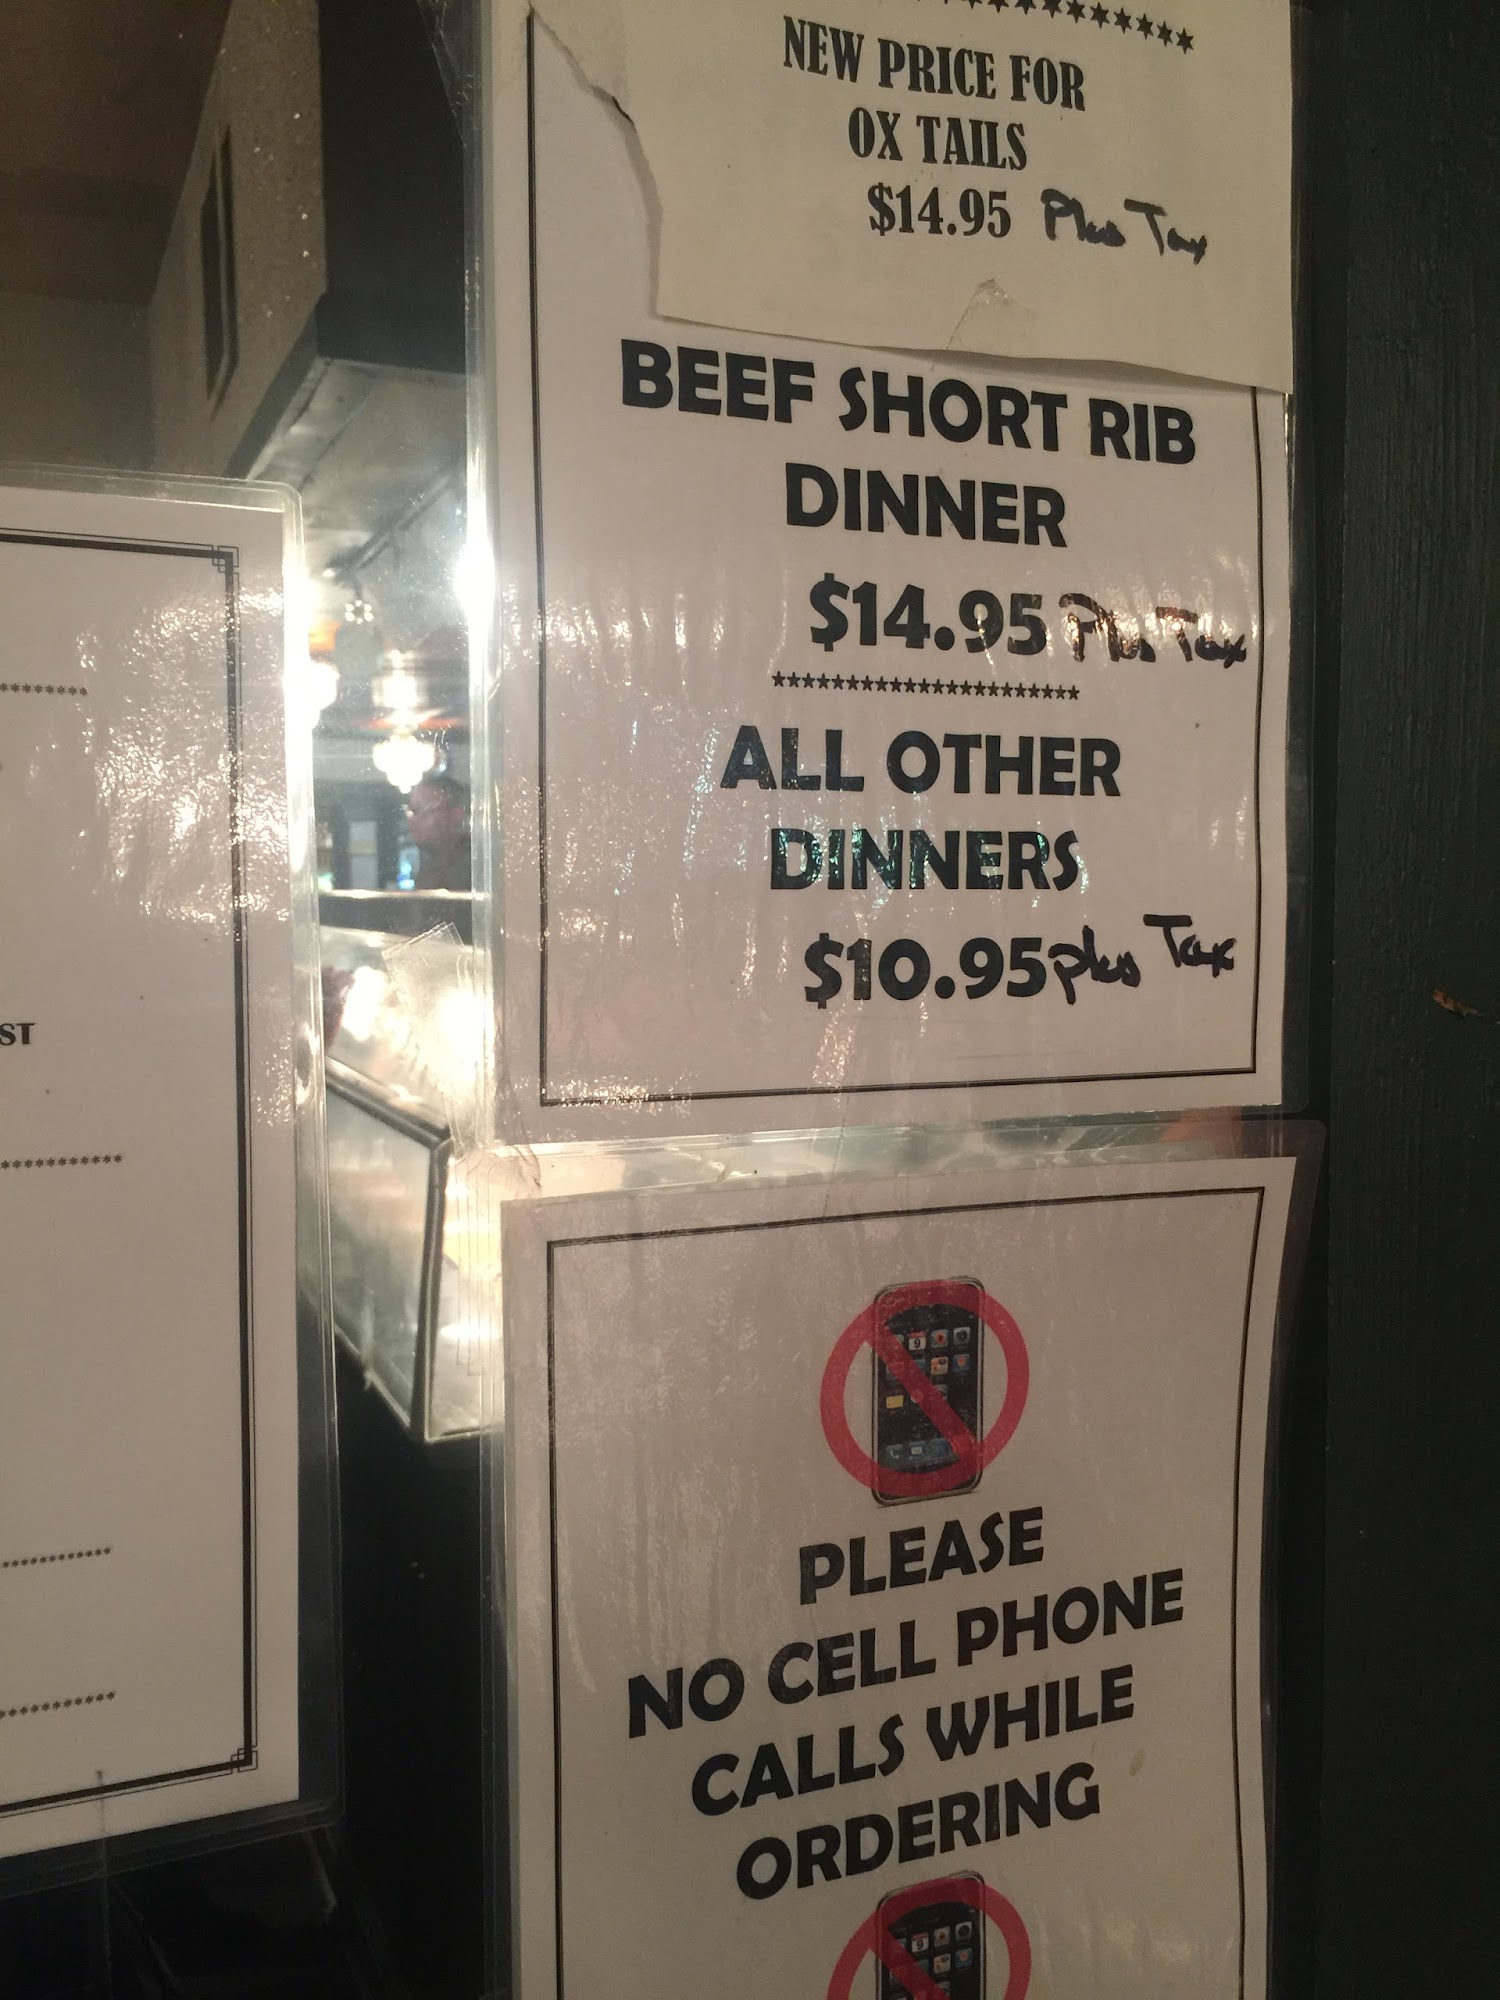 ***********
NEW PRICE FOR
OX TAILS
$14.95 Plus Tax
BEEF SHORT RIB
DINNER
$14.95 Plus Tax
**********************
ALL OTHER
DINNERS
$10.95 plus Tax
PLEASE
NO CELL PHONE
CALLS WHILE
ORDERING
ST